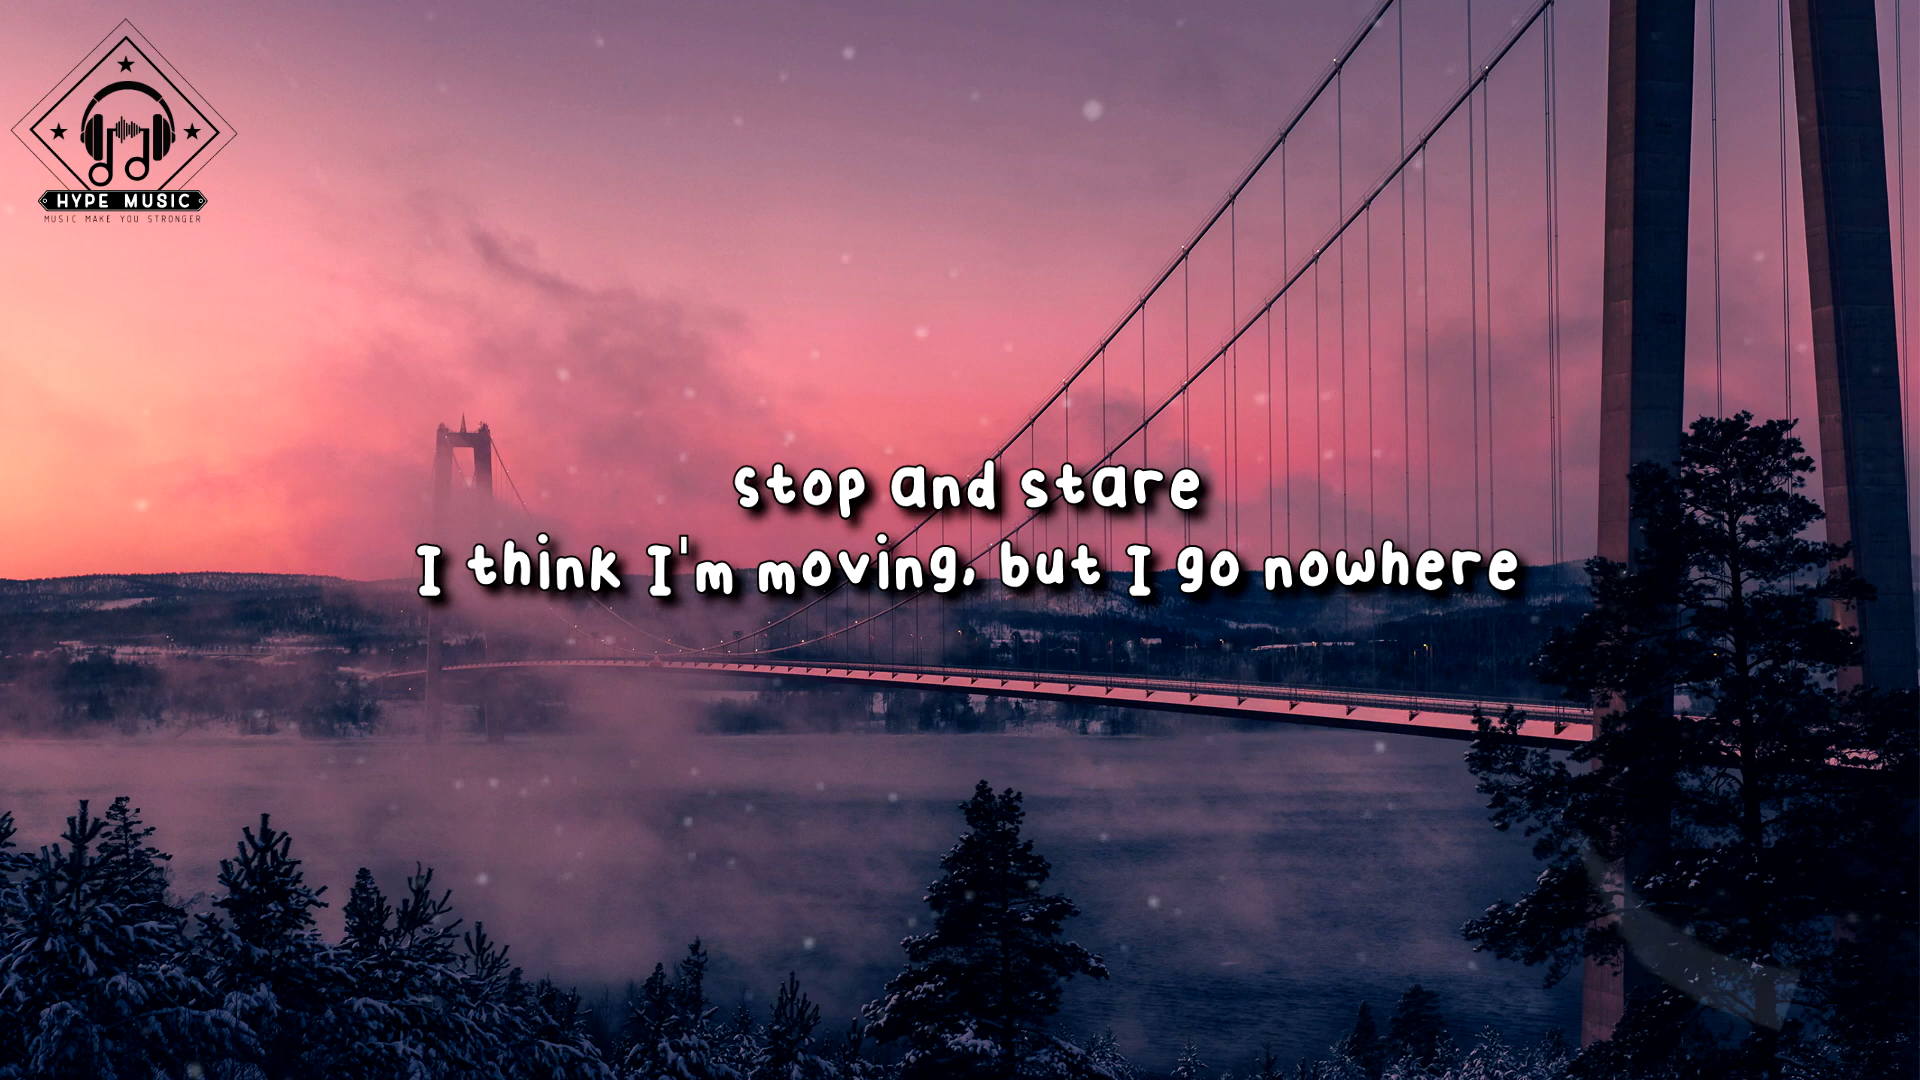 HYPE MUSIC
MUSIC MAKE YOU STRONGER
stop and stare
I think I'm moving, but I go nowhere